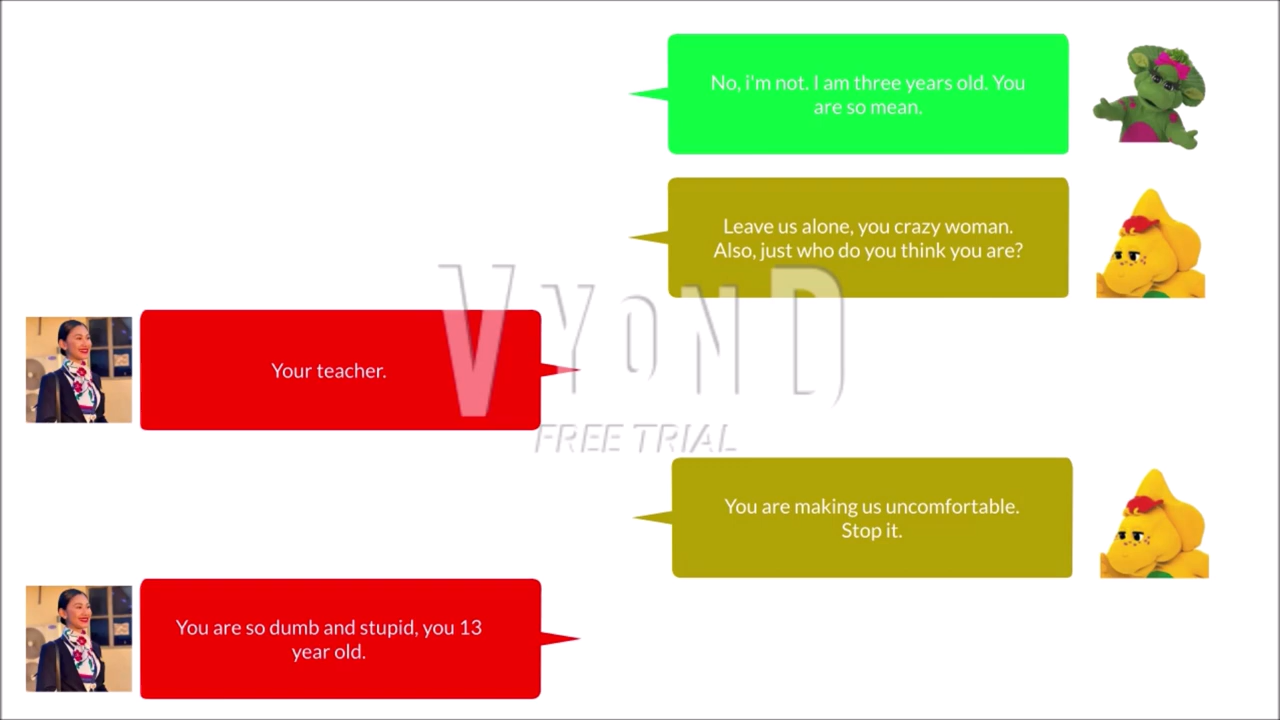 No, i'm not. I am three years old. You
are so mean.
Leave us alone, you crazy woman.
Also, just who do you think you are?
Your teacher.
VYOND
FREE TRIAL
You are making us uncomfortable.
Stop it.
You are so dumb and stupid, you 13
year old.